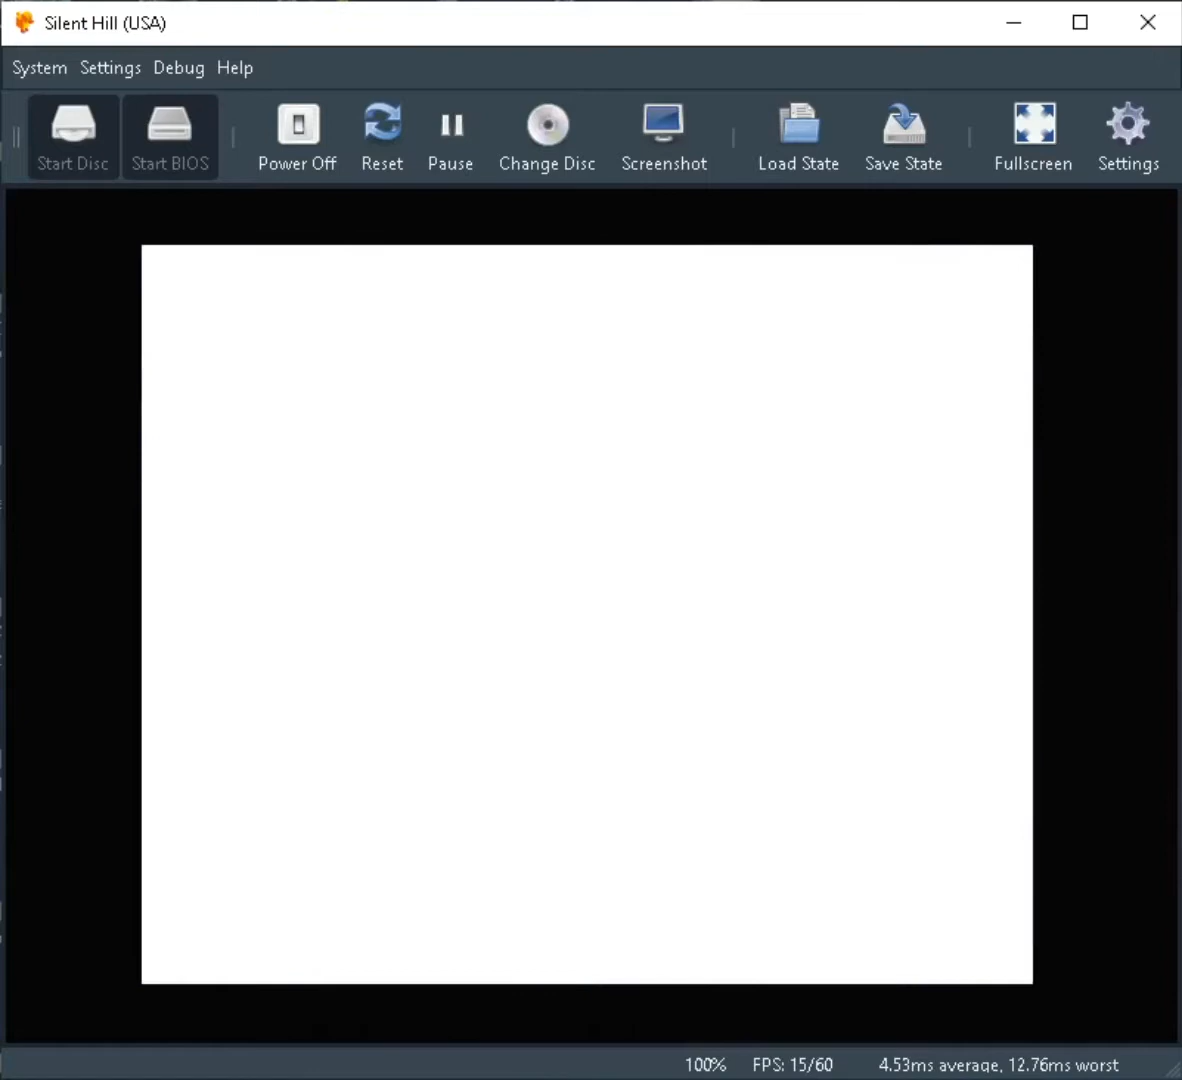 Silent Hill (USA)
System Settings Debug Help
Start Disc Start BIOS Power Off Reset Pause Change Disc Screenshot Load State Save State Fullscreen Settings
100% FPS: 15/60 4.53ms average, 12.76ms worst